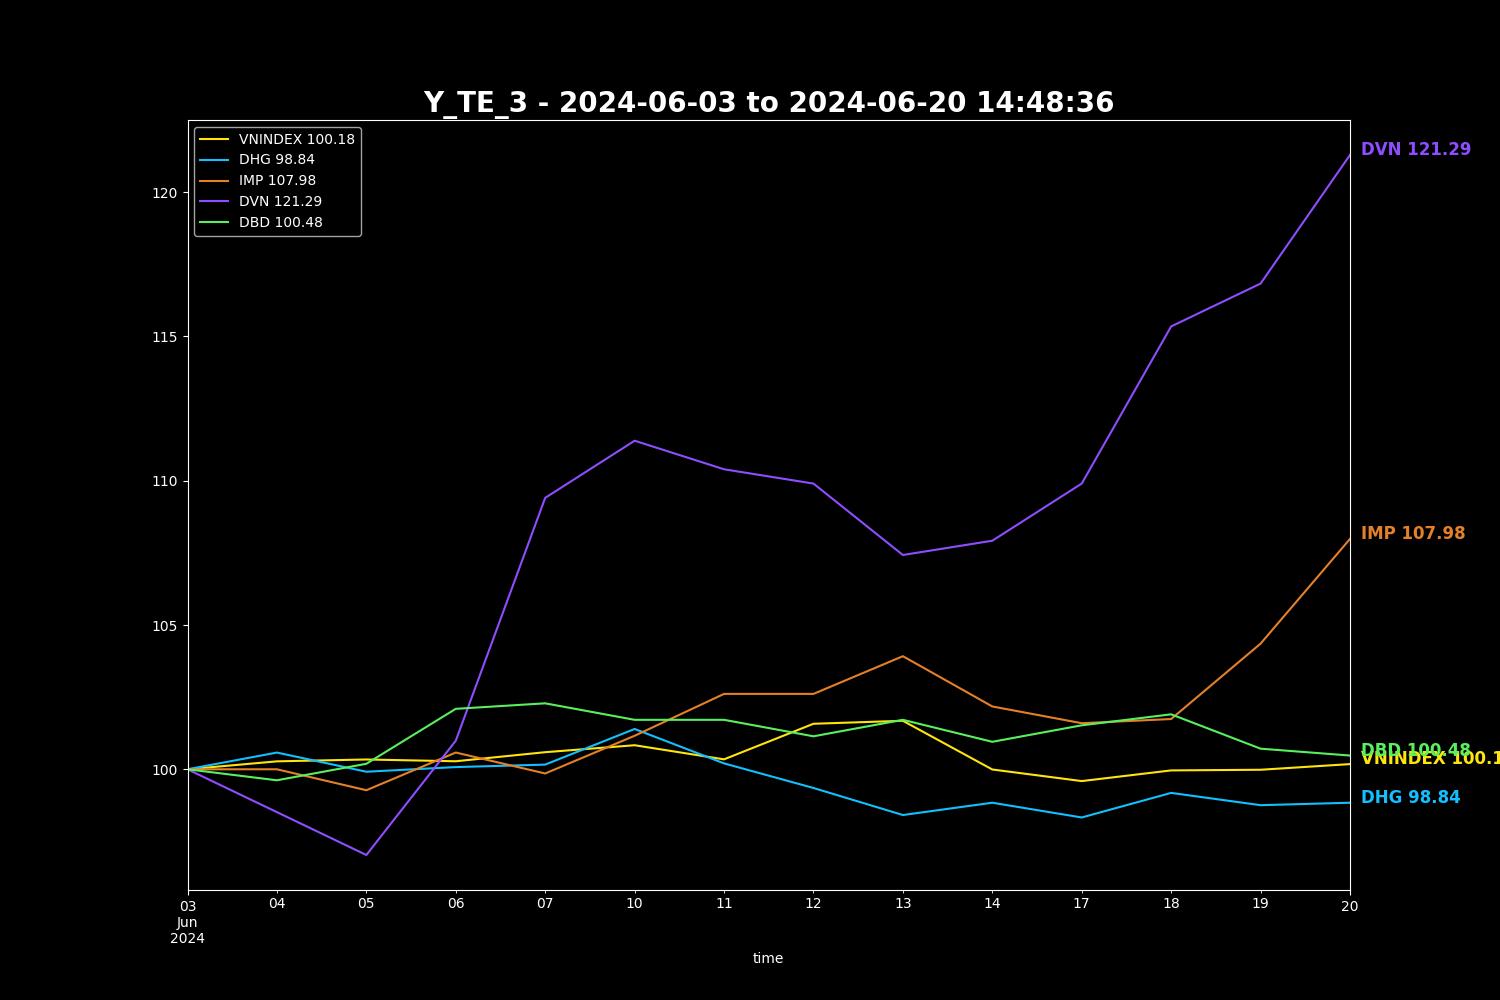 Y_TE_3 - 2024-06-03 to 2024-06-20 14:48:36
VNINDEX 100.18
DHG 98.84
IMP 107.98
DVN 121.29
DBD 100.48
DVN 121.29
IMP 107.98
DBD 100.48
VNINDEX 100.1
DHG 98.84
120
115
110
105
100
03 04 05 06 07 10 11 12 13 14 17 18 19 20
Jun
2024
time